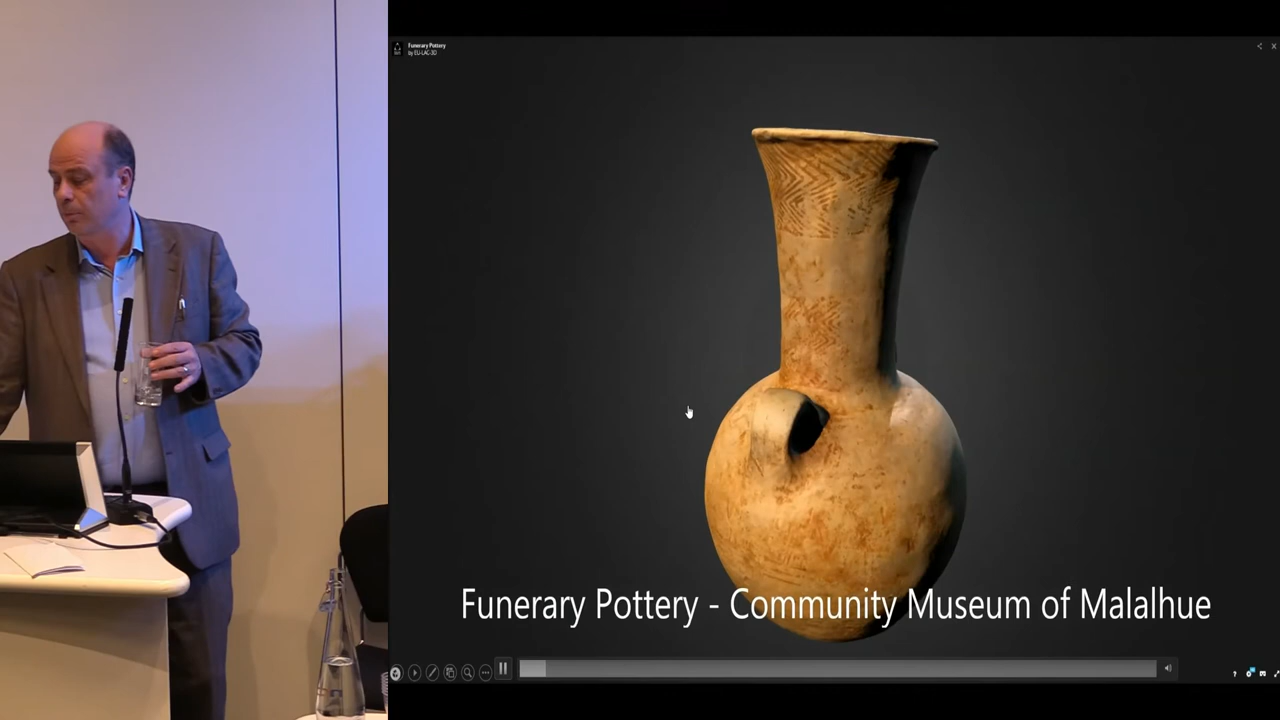 Funerary Pottery
by EU-LAC-3D
Funerary Pottery - Community Museum of Malalhue